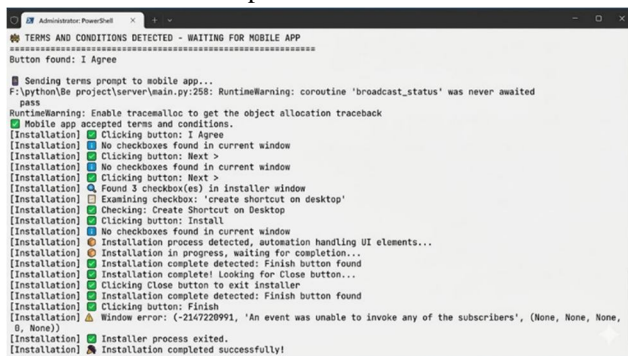 Administrator: PowerShell
TERMS AND CONDITIONS DETECTED - WAITING FOR MOBILE APP
============================================================
Button found: I Agree
Sending terms prompt to mobile app...
F:\python\Be project\server\main.py:258: RuntimeWarning: coroutine 'broadcast_status' was never awaited
pass
RuntimeWarning: Enable tracemalloc to get the object allocation traceback
✅ Mobile app accepted terms and conditions.
[Installation] ✅ Clicking button: I Agree
[Installation] ℹ️ No checkboxes found in current window
[Installation] ✅ Clicking button: Next >
[Installation] ℹ️ No checkboxes found in current window
[Installation] ✅ Clicking button: Next >
[Installation] 🔍 Found 3 checkbox(es) in installer window
[Installation] 📋 Examining checkbox: 'create shortcut on desktop'
[Installation] ✅ Checking: Create Shortcut on Desktop
[Installation] ✅ Clicking button: Install
[Installation] ℹ️ No checkboxes found in current window
[Installation] Installation process detected, automation handling UI elements...
[Installation] Installation in progress, waiting for completion...
[Installation] ✅ Installation complete detected: Finish button found
[Installation] ✅ Installation complete! Looking for Close button...
[Installation] ✅ Clicking Close button to exit installer
[Installation] ✅ Installation complete detected: Finish button found
[Installation] ✅ Clicking button: Finish
[Installation] ⚠️ Window error: (-2147220991, 'An event was unable to invoke any of the subscribers', (None, None, None,
0, None))
[Installation] ✅ Installer process exited.
[Installation] Installation completed successfully!